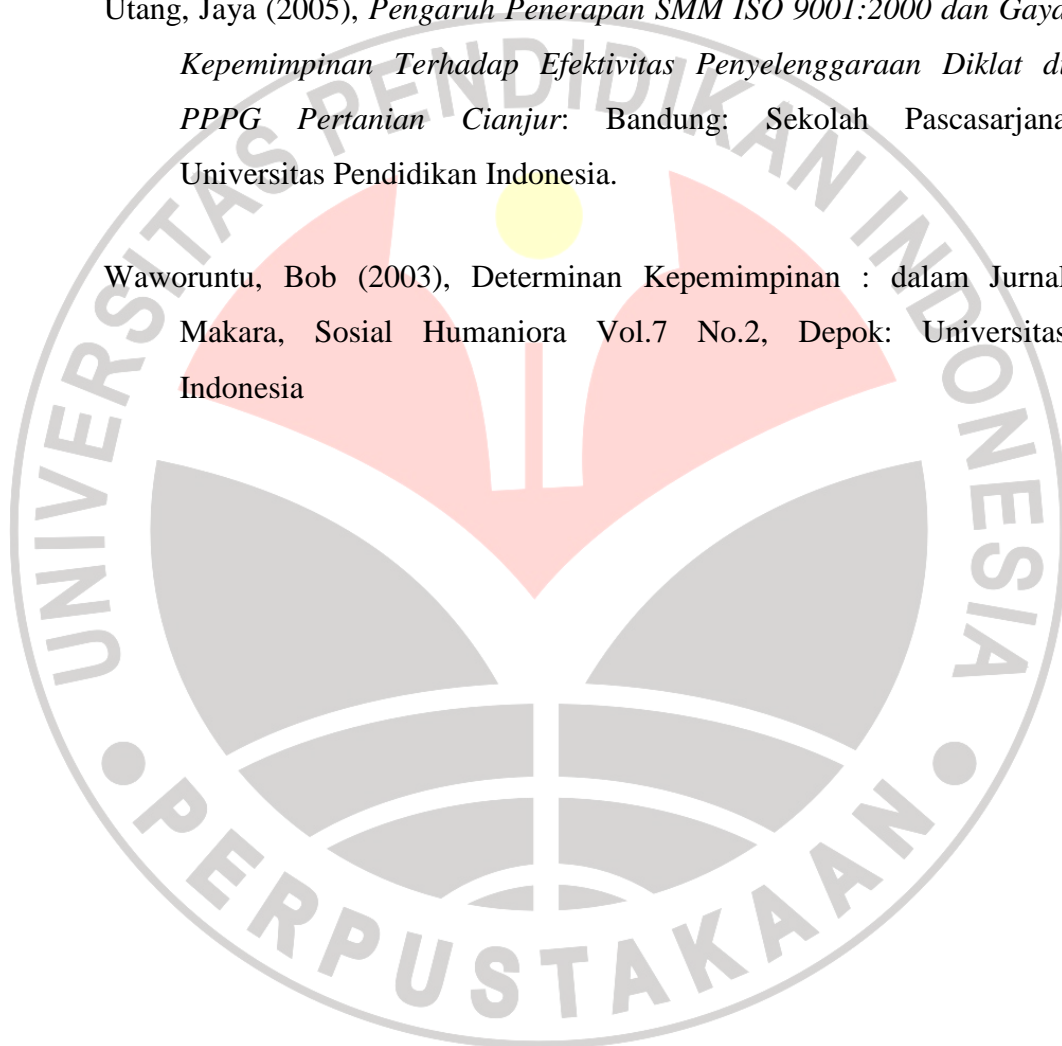 Utang, Jaya (2005), Pengaruh Penerapan SMM ISO 9001:2000 dan Gaya
Kepemimpinan Terhadap Efektivitas Penyelenggaraan Diklat di
PPPG Pertanian Cianjur: Bandung: Sekolah Pascasarjana
Universitas Pendidikan Indonesia.
Waworuntu, Bob (2003), Determinan Kepemimpinan : dalam Jurnal
Makara, Sosial Humaniora Vol.7 No.2, Depok: Universitas
Indonesia
UNIVERSITAS PENDIDIKAN INDONESIA
PERPUSTAKAAN